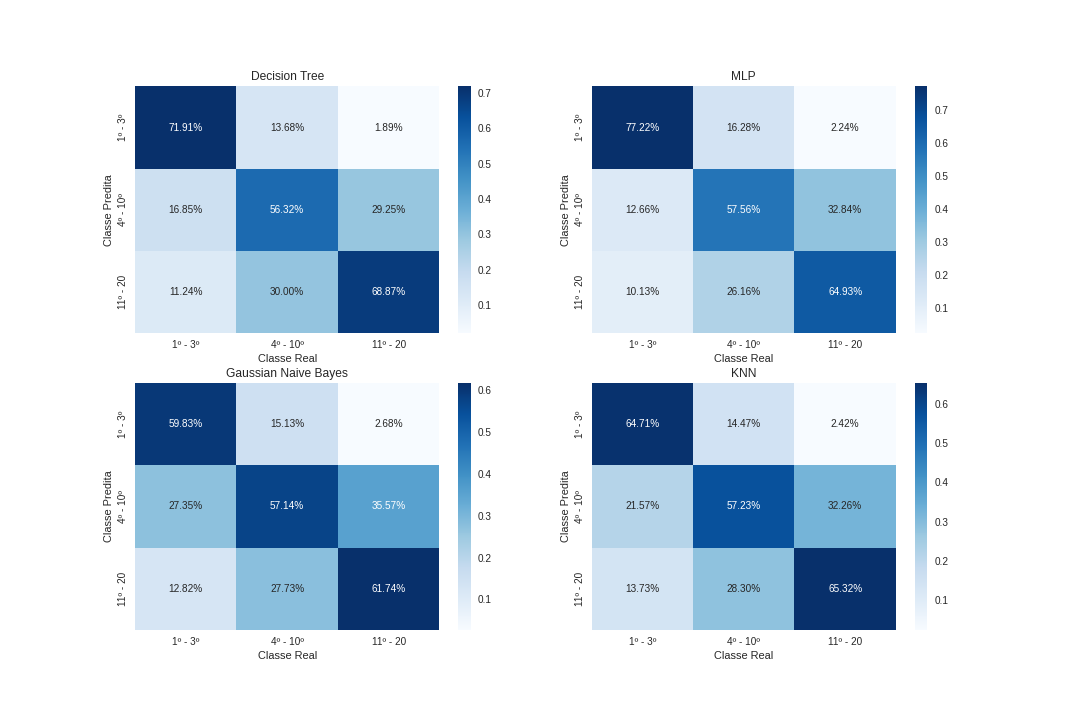 Decision Tree
1º - 3º
71.91%
13.68%
1.89%
Classe Predita
4º - 10º
16.85%
56.32%
29.25%
11º - 20
11.24%
30.00%
68.87%
1º - 3º
4º - 10º
11º - 20
Classe Real
0.7
0.6
0.5
0.4
0.3
0.2
0.1
MLP
1º - 3º
77.22%
16.28%
2.24%
Classe Predita
4º - 10º
12.66%
57.56%
32.84%
11º - 20
10.13%
26.16%
64.93%
1º - 3º
4º - 10º
11º - 20
Classe Real
0.7
0.6
0.5
0.4
0.3
0.2
0.1
Gaussian Naive Bayes
1º - 3º
59.83%
15.13%
2.68%
Classe Predita
4º - 10º
27.35%
57.14%
35.57%
11º - 20
12.82%
27.73%
61.74%
1º - 3º
4º - 10º
11º - 20
Classe Real
0.6
0.5
0.4
0.3
0.2
0.1
KNN
1º - 3º
64.71%
14.47%
2.42%
Classe Predita
4º - 10º
21.57%
57.23%
32.26%
11º - 20
13.73%
28.30%
65.32%
1º - 3º
4º - 10º
11º - 20
Classe Real
0.6
0.5
0.4
0.3
0.2
0.1